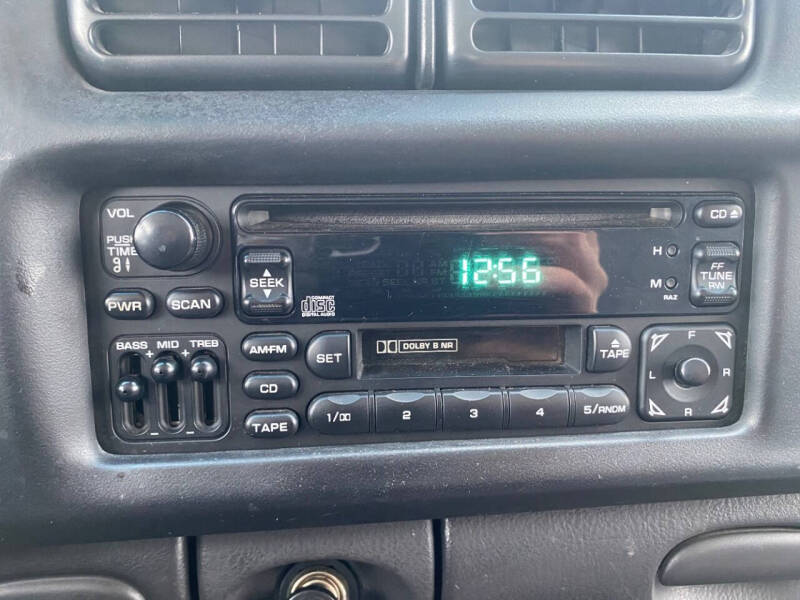 VOL
PUSH
TIME
PWR
SCAN
BASS MID TREB
+ +
− −
SEEK
COMPACT
disc
DIGITAL AUDIO
AM FM
CD
TAPE
12:56
SET
DOLBY B NR
TAPE
1/
2
3
4
5/RNDM
CD
H
M
RAZ
FF
TUNE
RW
F
L R
R